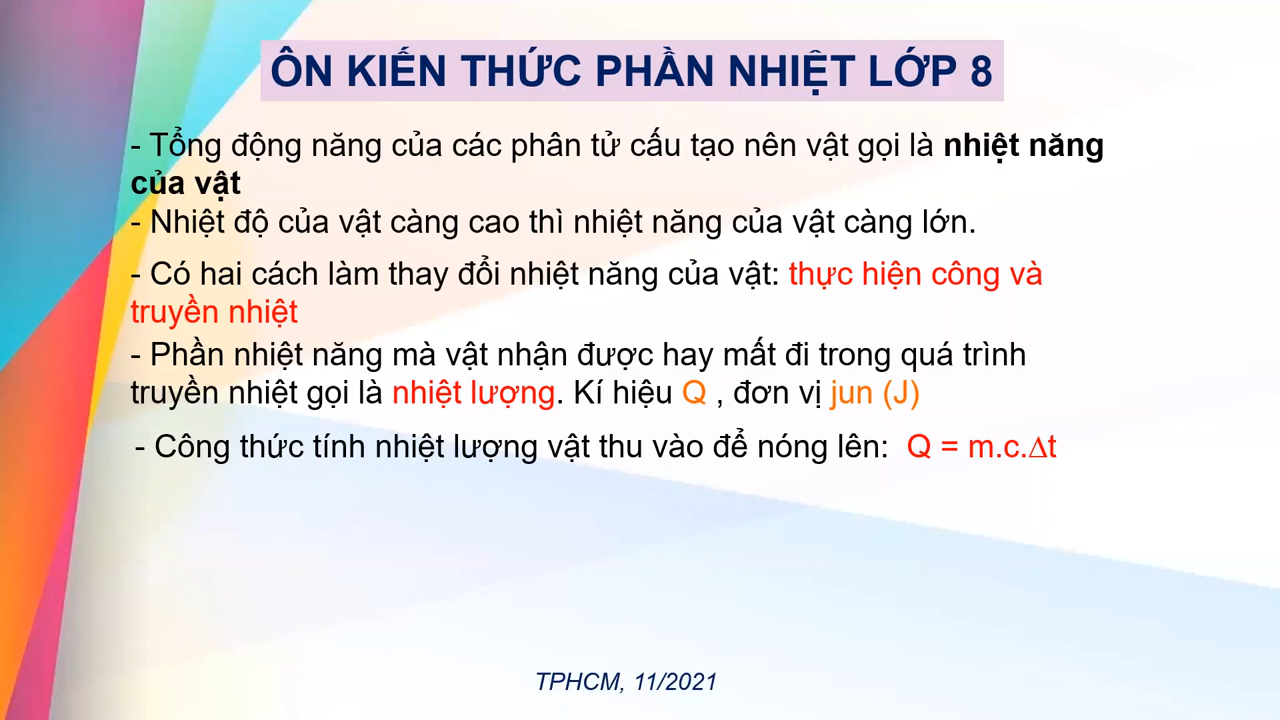 ÔN KIẾN THỨC PHẦN NHIỆT LỚP 8
- Tổng động năng của các phân tử cấu tạo nên vật gọi là nhiệt năng
của vật
- Nhiệt độ của vật càng cao thì nhiệt năng của vật càng lớn.
- Có hai cách làm thay đổi nhiệt năng của vật: thực hiện công và
truyền nhiệt
- Phần nhiệt năng mà vật nhận được hay mất đi trong quá trình
truyền nhiệt gọi là nhiệt lượng. Kí hiệu Q , đơn vị jun (J)
- Công thức tính nhiệt lượng vật thu vào để nóng lên: Q = m.c.∆t
TPHCM, 11/2021